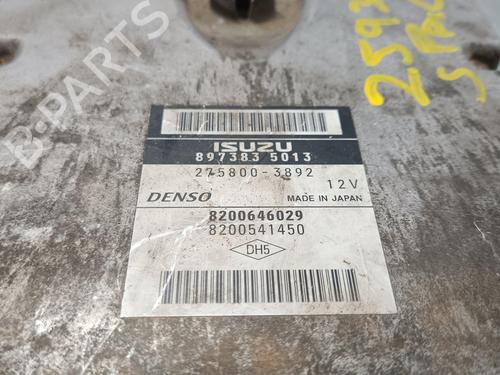 ISUZU
897383 5013
275800-3892
12V
DENSO
MADE IN JAPAN
8200646029
8200541450
DH5
B-PARTS